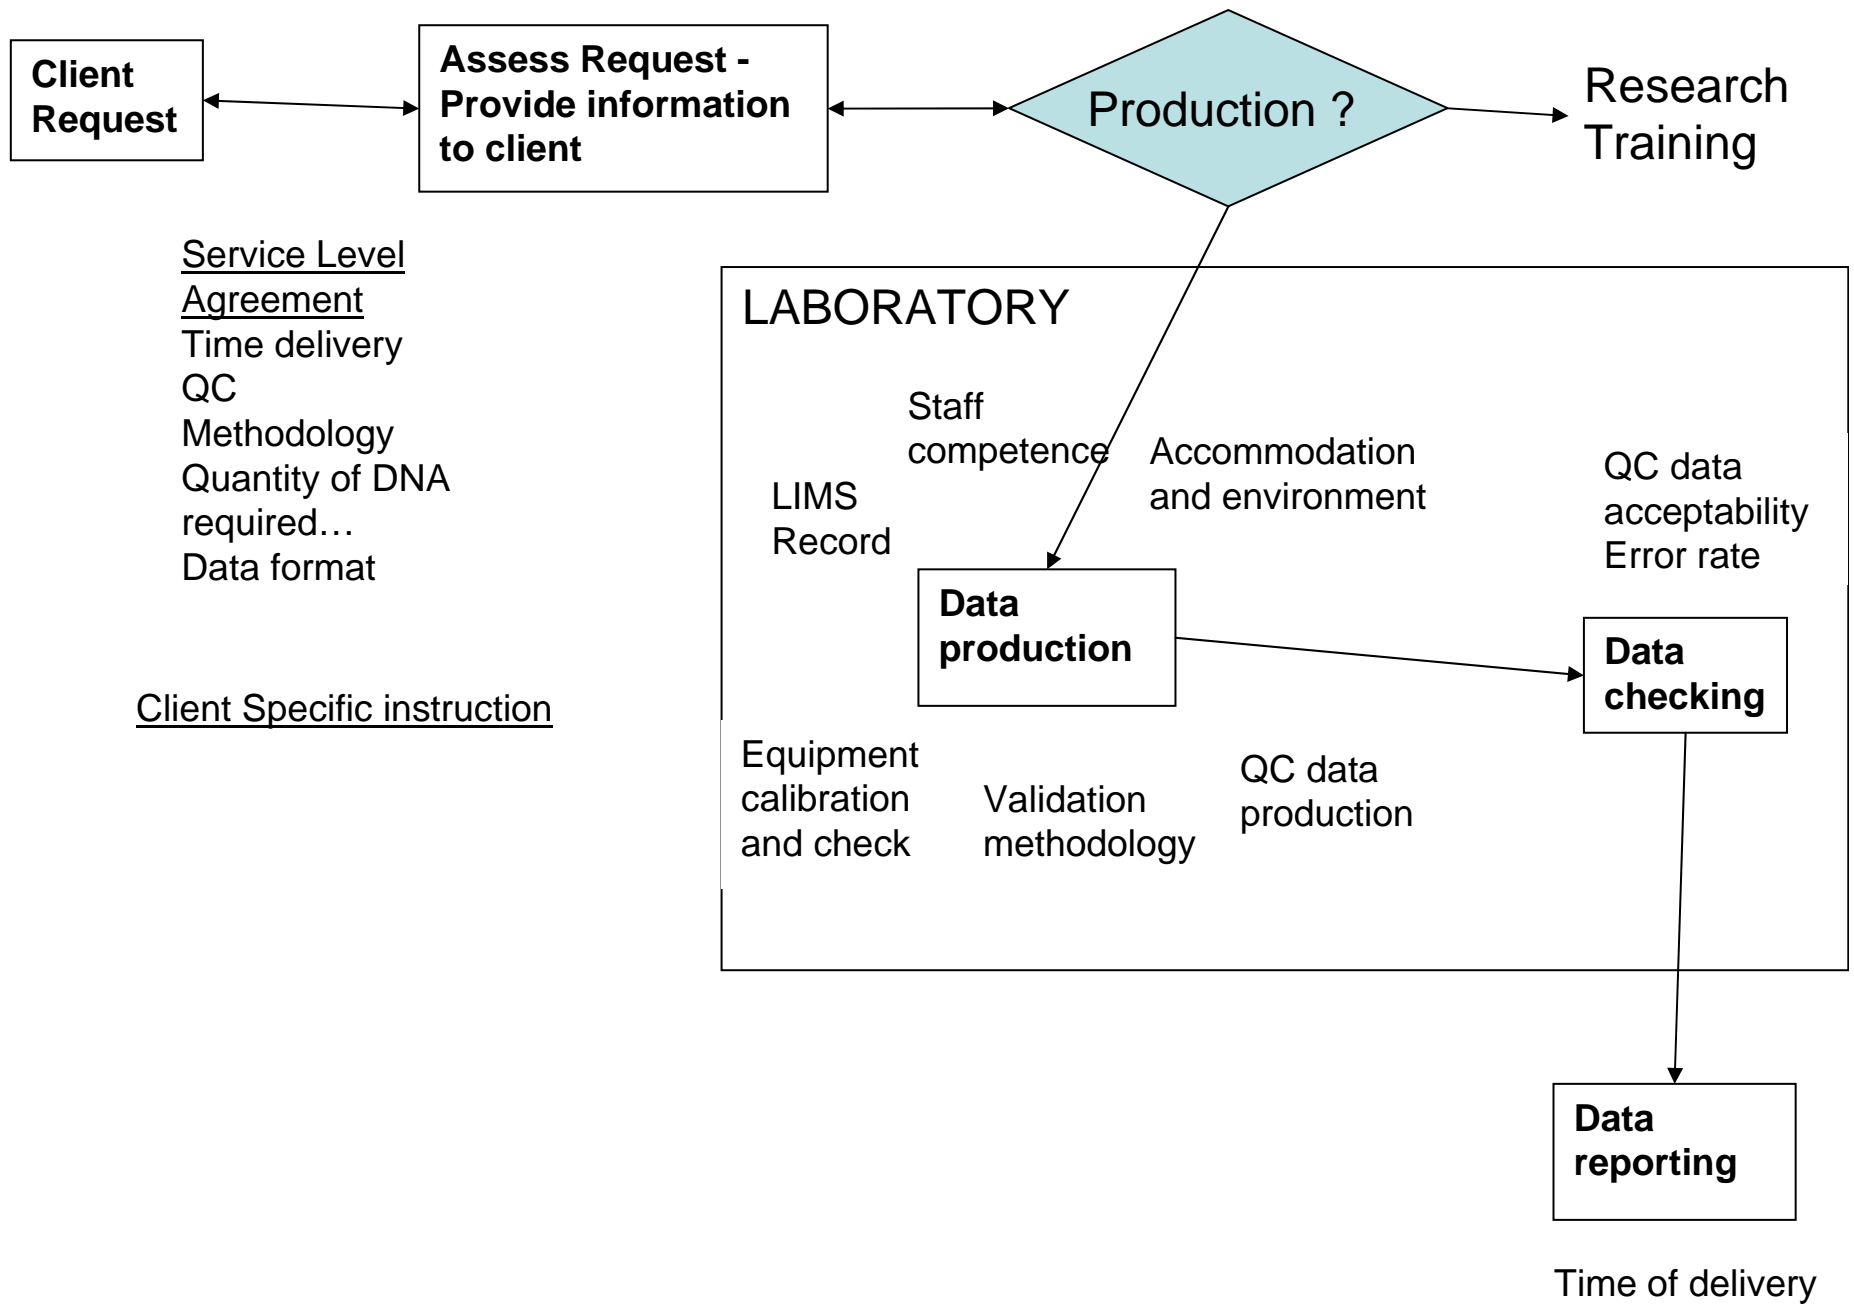 Client
Request
Assess Request -
Provide information
to client
Production ?
Research
Training
Service Level
Agreement
Time delivery
QC
Methodology
Quantity of DNA
required…
Data format
Client Specific instruction
LABORATORY
Staff
competence
LIMS
Record
Accommodation
and environment
QC data
acceptability
Error rate
Data
production
Data
checking
Equipment
calibration
and check
Validation
methodology
QC data
production
Data
reporting
Time of delivery